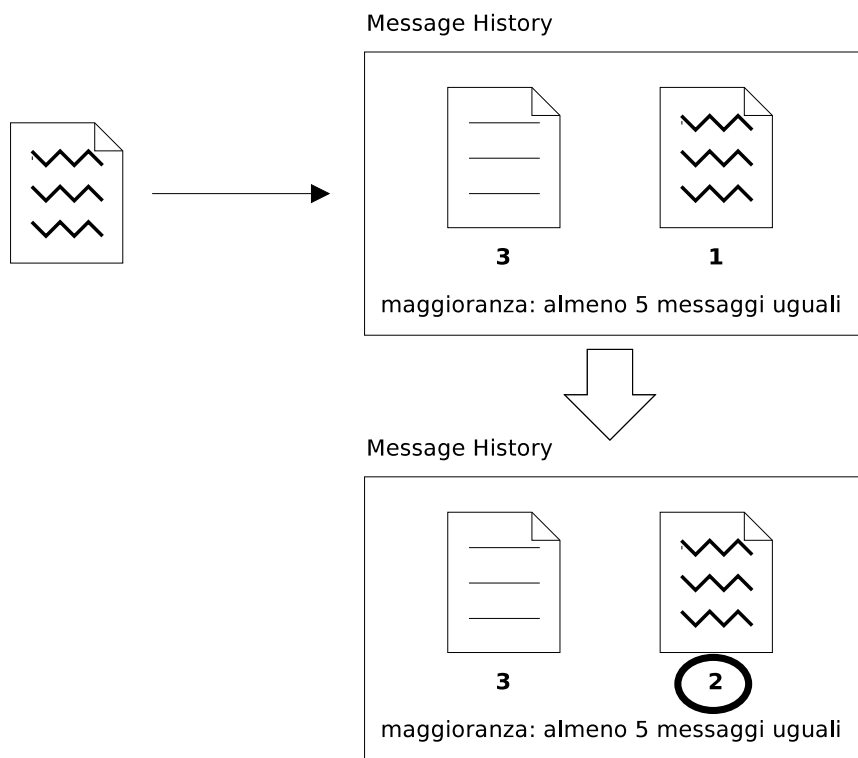 Message History
3 1
maggioranza: almeno 5 messaggi uguali
Message History
3 2
maggioranza: almeno 5 messaggi uguali